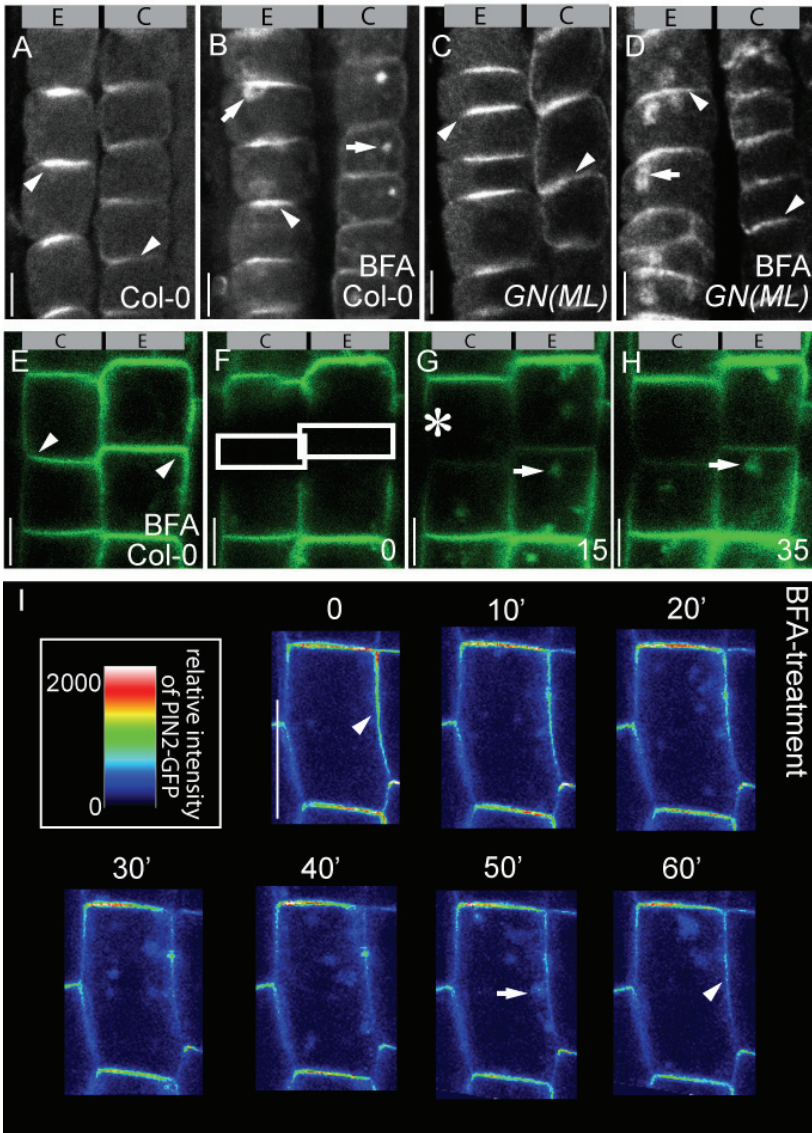 E C
A
Col-0
E C
B
BFA
Col-0
E C
C
GN(ML)
E C
D
BFA
GN(ML)
C E
E
BFA
Col-0
C E
F
0
C E
G
*
15
C E
H
35
I
BFA-treatment
2000
0
relative intensity
of PIN2-GFP
0
10’
20’
30’
40’
50’
60’